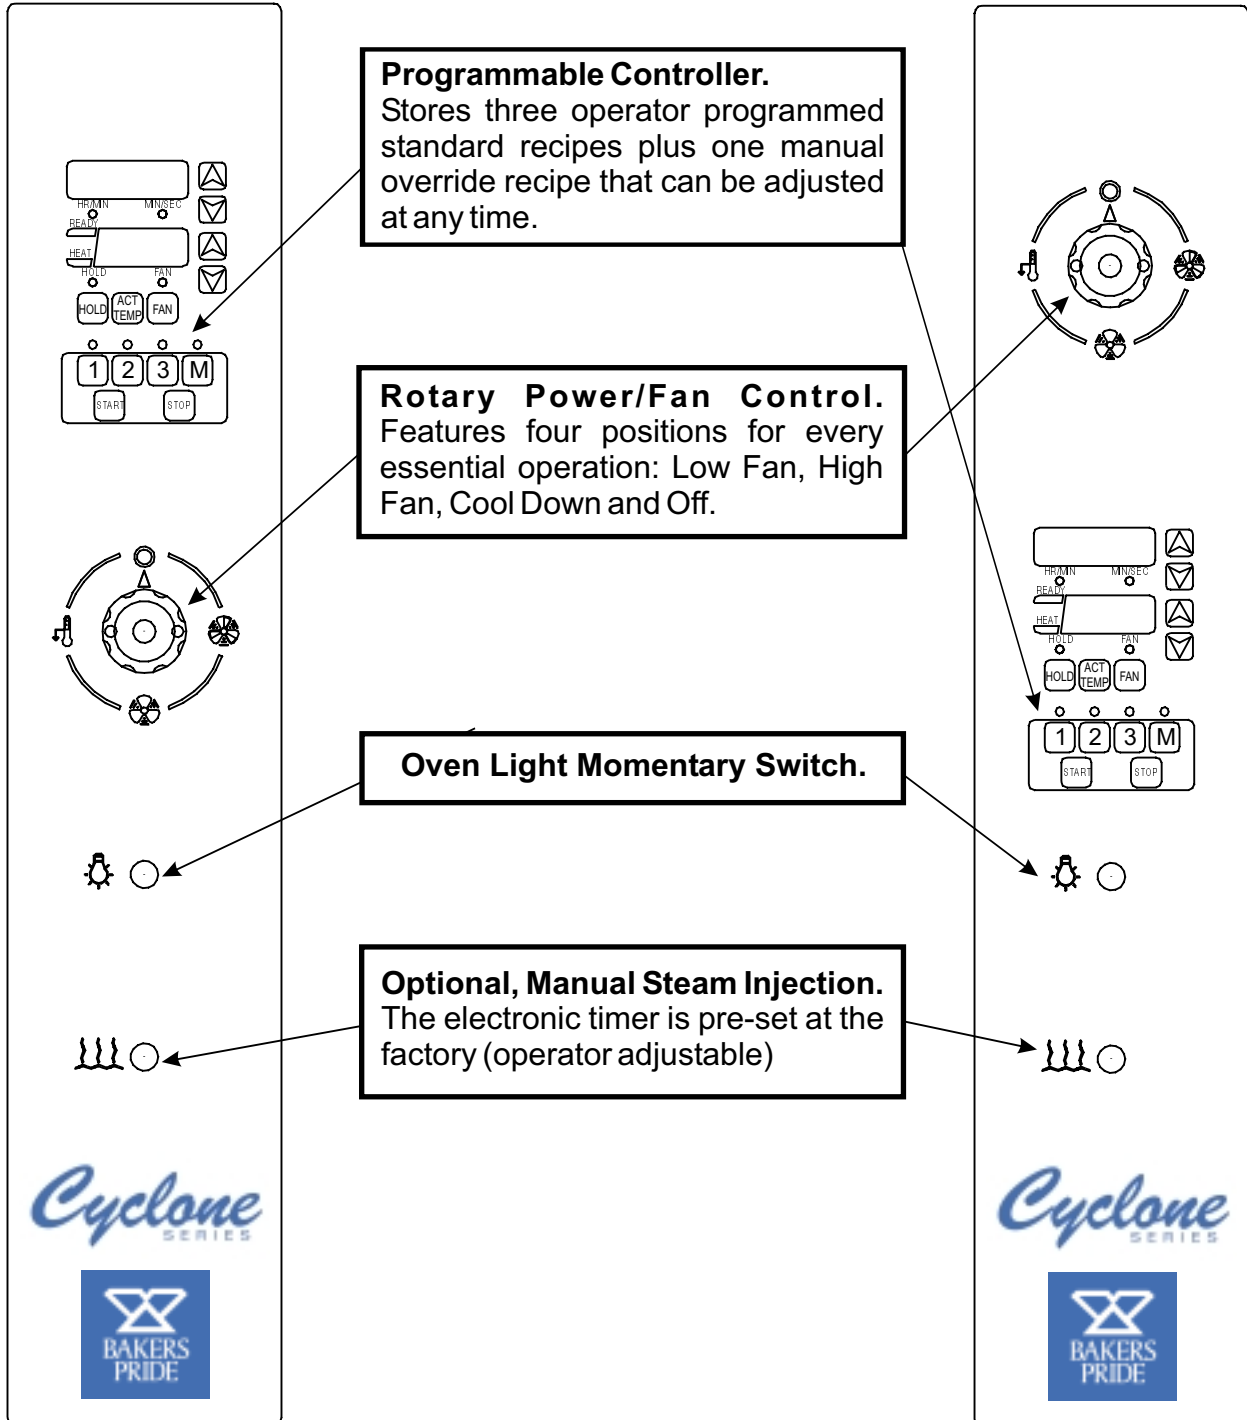 Programmable Controller.
Stores three operator programmed
standard recipes plus one manual
override recipe that can be adjusted
at any time.
HR/MIN MIN/SEC
READY
HEAT
HOLD FAN
HOLD ACT TEMP FAN
1 2 3 M
START STOP
Rotary Power/Fan Control.
Features four positions for every
essential operation: Low Fan, High
Fan, Cool Down and Off.
HR/MIN MIN/SEC
READY
HEAT
HOLD FAN
HOLD ACT TEMP FAN
1 2 3 M
START STOP
Oven Light Momentary Switch.
Optional, Manual Steam Injection.
The electronic timer is pre-set at the
factory (operator adjustable)
Cyclone
SERIES
BAKERS
PRIDE
Cyclone
SERIES
BAKERS
PRIDE